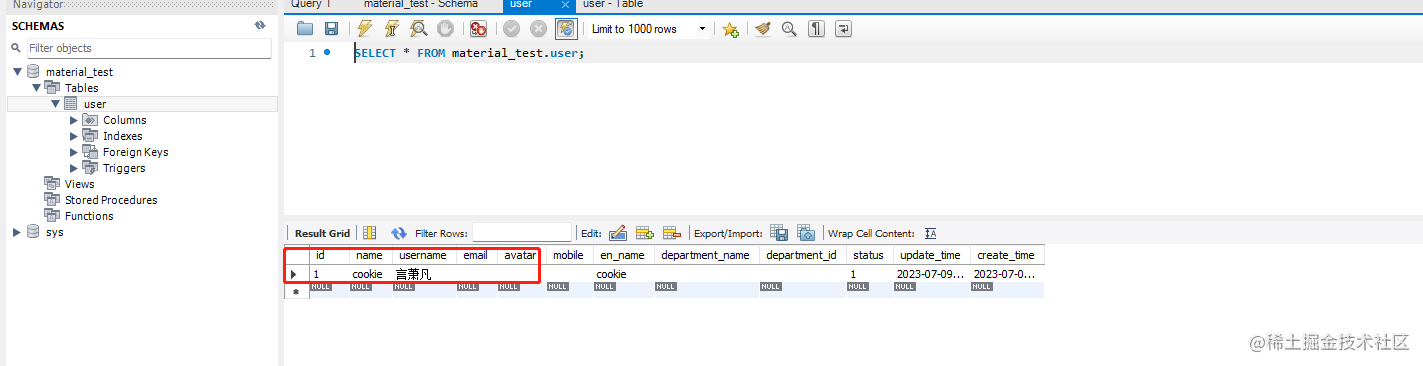 Navigator
Query 1 material_test - Schema user user - Table
SCHEMAS
Filter objects
Limit to 1000 rows
1 SELECT * FROM material_test.user;
material_test
Tables
user
Columns
Indexes
Foreign Keys
Triggers
Views
Stored Procedures
Functions
sys
Result Grid Filter Rows: Edit: Export/Import: Wrap Cell Content:
id name username email avatar mobile en_name department_name department_id status update_time create_time
1 cookie 言萧凡 cookie 1 2023-07-09... 2023-07-0...
NULL NULL NULL NULL NULL NULL NULL NULL NULL NULL NULL NULL
@稀土掘金技术社区